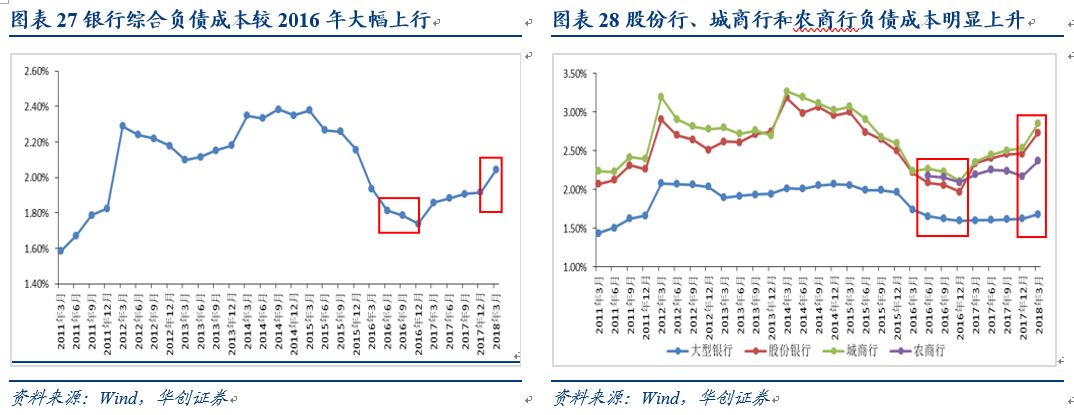 图表 27 银行综合负债成本较 2016 年大幅上行
2.60%
2.40%
2.20%
2.00%
1.80%
1.60%
1.40%
2011年3月
2011年6月
2011年9月
2011年12月
2012年3月
2012年6月
2012年9月
2012年12月
2013年3月
2013年6月
2013年9月
2013年12月
2014年3月
2014年6月
2014年9月
2014年12月
2015年3月
2015年6月
2015年9月
2015年12月
2016年3月
2016年6月
2016年9月
2016年12月
2017年3月
2017年6月
2017年9月
2017年12月
2018年3月
资料来源：Wind，华创证券
图表 28 股份行、城商行和农商行负债成本明显上升
3.50%
3.00%
2.50%
2.00%
1.50%
1.00%
2011年3月
2011年6月
2011年9月
2011年12月
2012年3月
2012年6月
2012年9月
2012年12月
2013年3月
2013年6月
2013年9月
2013年12月
2014年3月
2014年6月
2014年9月
2014年12月
2015年3月
2015年6月
2015年9月
2015年12月
2016年3月
2016年6月
2016年9月
2016年12月
2017年3月
2017年6月
2017年9月
2017年12月
2018年3月
大型银行 股份银行 城商行 农商行
资料来源：Wind，华创证券